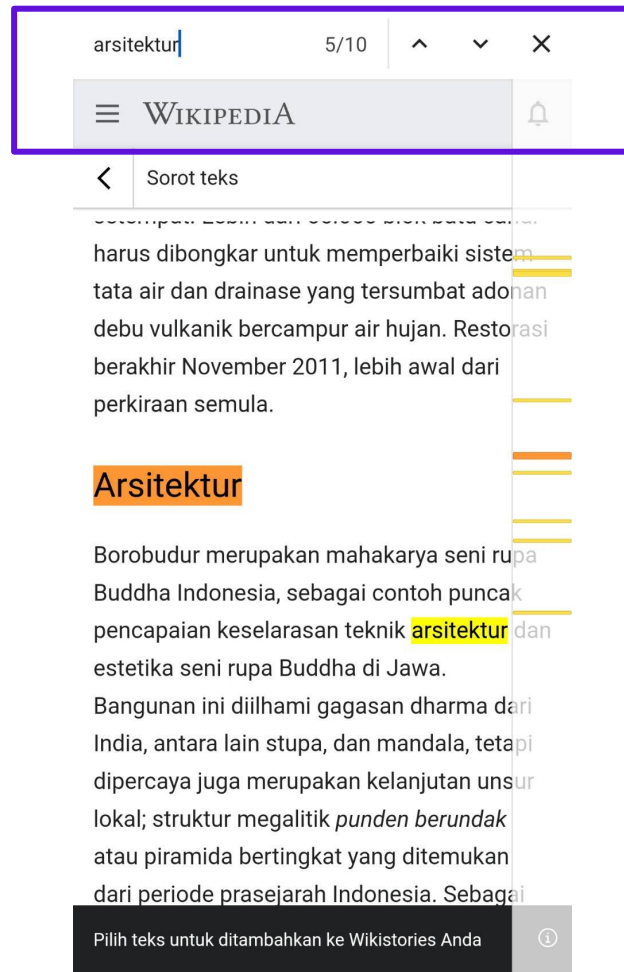 arsitektur 5/10
WIKIPEDIA
Sorot teks
harus dibongkar untuk memperbaiki sistem
tata air dan drainase yang tersumbat adonan
debu vulkanik bercampur air hujan. Restorasi
berakhir November 2011, lebih awal dari
perkiraan semula.
Arsitektur
Borobudur merupakan mahakarya seni rupa
Buddha Indonesia, sebagai contoh puncak
pencapaian keselarasan teknik arsitektur dan
estetika seni rupa Buddha di Jawa.
Bangunan ini diilhami gagasan dharma dari
India, antara lain stupa, dan mandala, tetapi
dipercaya juga merupakan kelanjutan unsur
lokal; struktur megalitik punden berundak
atau piramida bertingkat yang ditemukan
dari periode prasejarah Indonesia. Sebagai
Pilih teks untuk ditambahkan ke Wikistories Anda